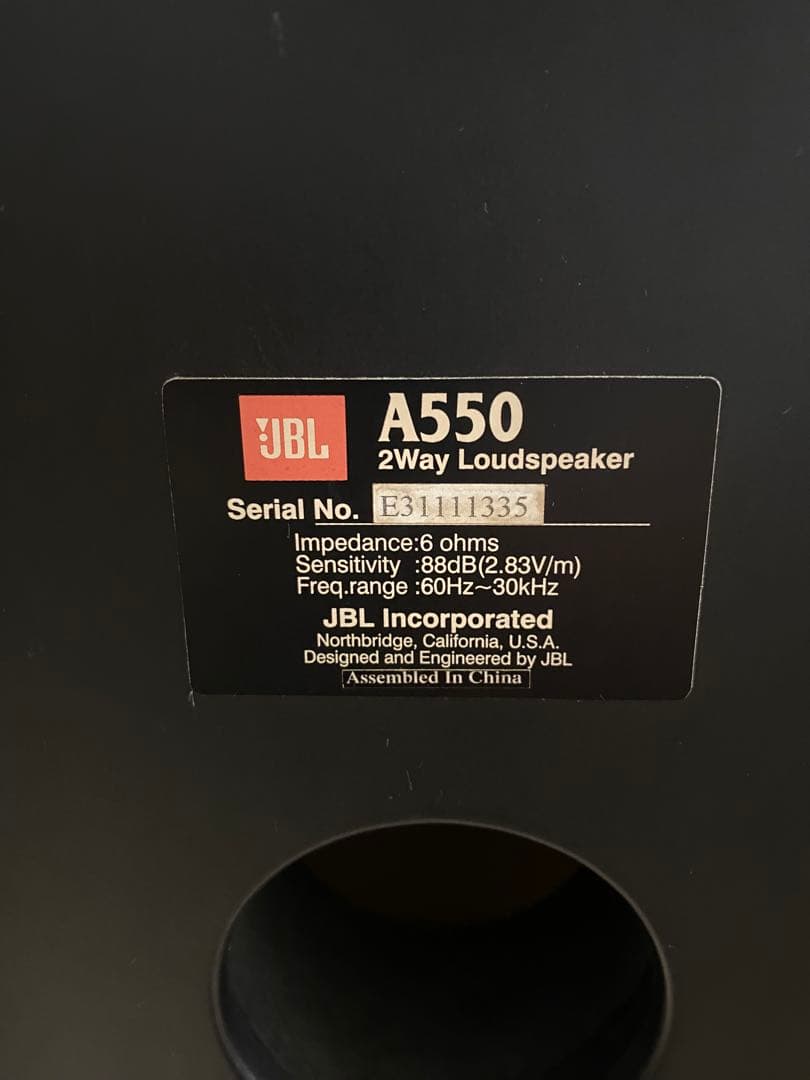 JBL
A550
2Way Loudspeaker
Serial No. E31111335
Impedance:6 ohms
Sensitivity :88dB(2.83V/m)
Freq.range :60Hz~30kHz
JBL Incorporated
Northbridge, California, U.S.A.
Designed and Engineered by JBL
Assembled In China